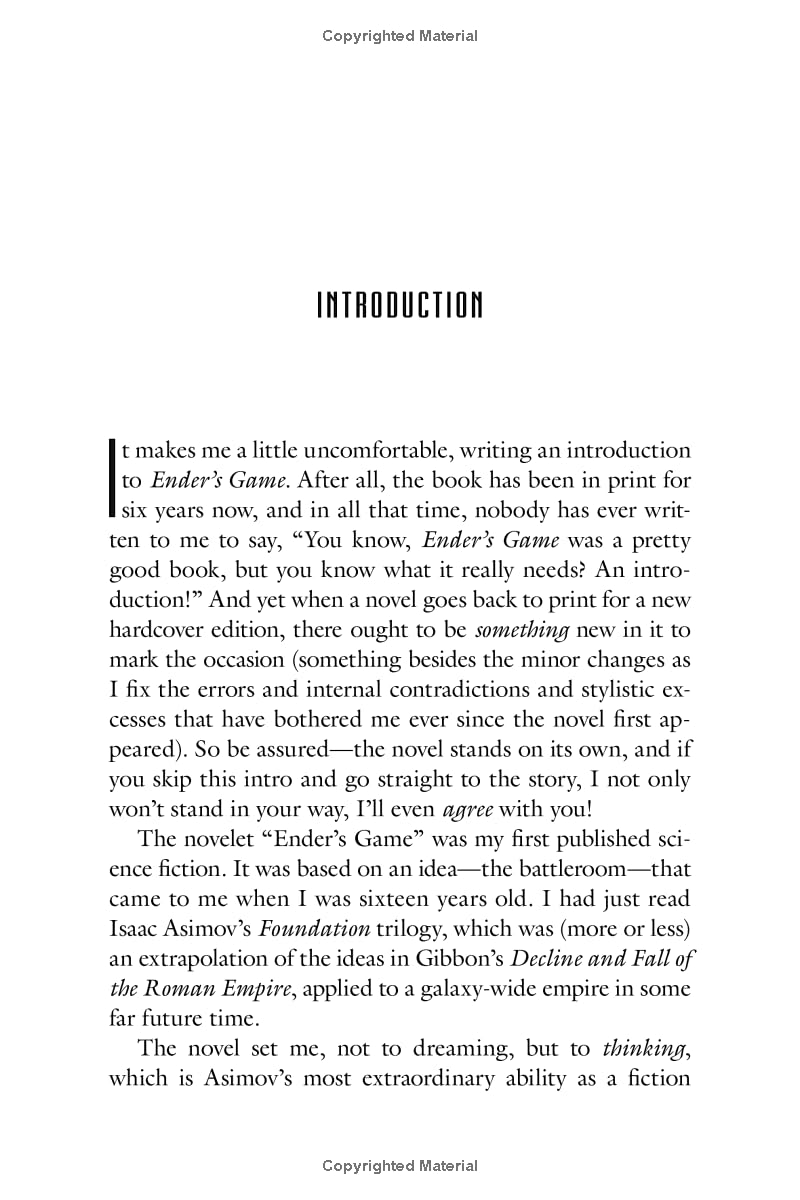 Copyrighted Material
INTRODUCTION
It makes me a little uncomfortable, writing an introduction
to Ender’s Game. After all, the book has been in print for
six years now, and in all that time, nobody has ever writ-
ten to me to say, “You know, Ender’s Game was a pretty
good book, but you know what it really needs? An intro-
duction!” And yet when a novel goes back to print for a new
hardcover edition, there ought to be something new in it to
mark the occasion (something besides the minor changes as
I fix the errors and internal contradictions and stylistic ex-
cesses that have bothered me ever since the novel first ap-
peared). So be assured—the novel stands on its own, and if
you skip this intro and go straight to the story, I not only
won’t stand in your way, I’ll even agree with you!
The novelet “Ender’s Game” was my first published sci-
ence fiction. It was based on an idea—the battleroom—that
came to me when I was sixteen years old. I had just read
Isaac Asimov’s Foundation trilogy, which was (more or less)
an extrapolation of the ideas in Gibbon’s Decline and Fall of
the Roman Empire, applied to a galaxy-wide empire in some
far future time.
The novel set me, not to dreaming, but to thinking,
which is Asimov’s most extraordinary ability as a fiction
Copyrighted Material